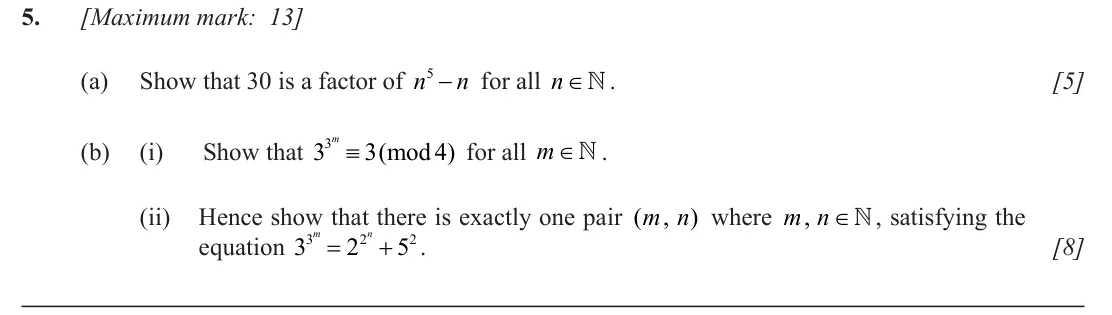 5. [Maximum mark: 13]
(a) Show that 30 is a factor of n⁵ – n for all n ∈ ℕ. [5]
(b) (i) Show that 3^{3^m} ≡ 3(mod 4) for all m ∈ ℕ.
(ii) Hence show that there is exactly one pair (m, n) where m, n ∈ ℕ, satisfying the
equation 3^{3^m} = 2^{2^n} + 5². [8]